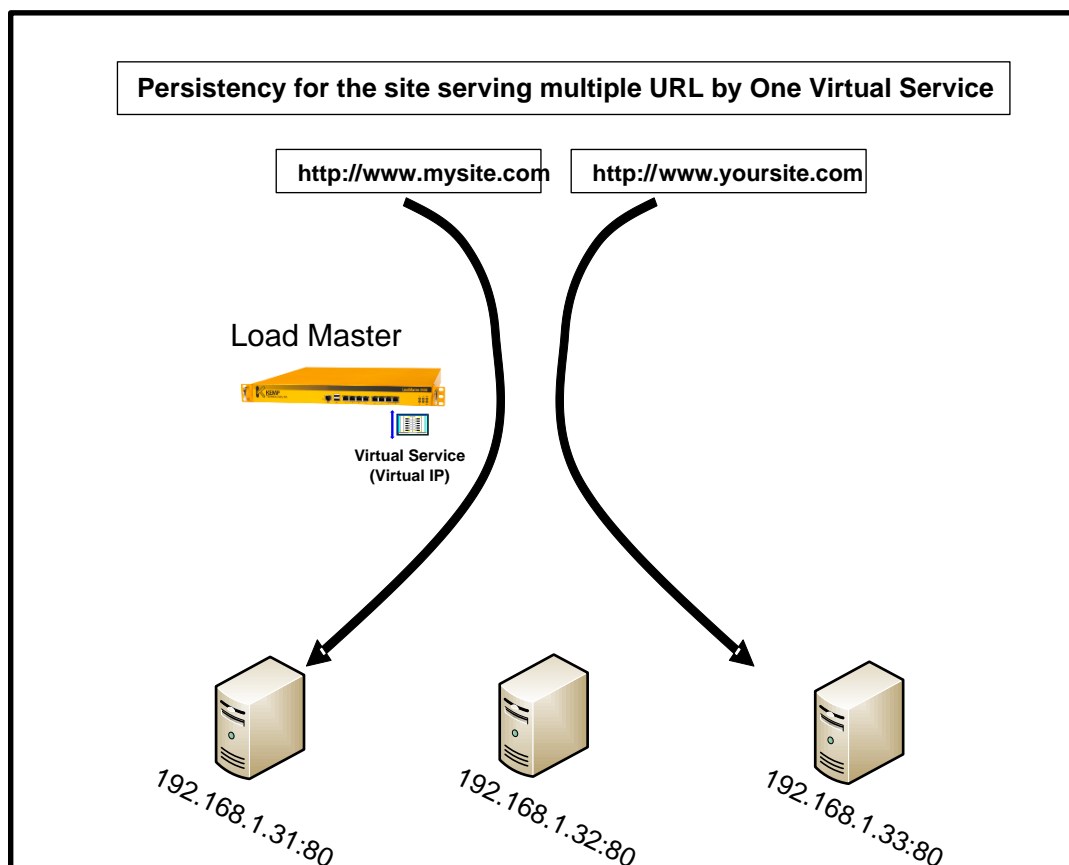 Persistency for the site serving multiple URL by One Virtual Service
http://www.mysite.com
http://www.yoursite.com
Load Master
KEMP
Virtual Service
(Virtual IP)
192.168.1.31:80
192.168.1.32:80
192.168.1.33:80